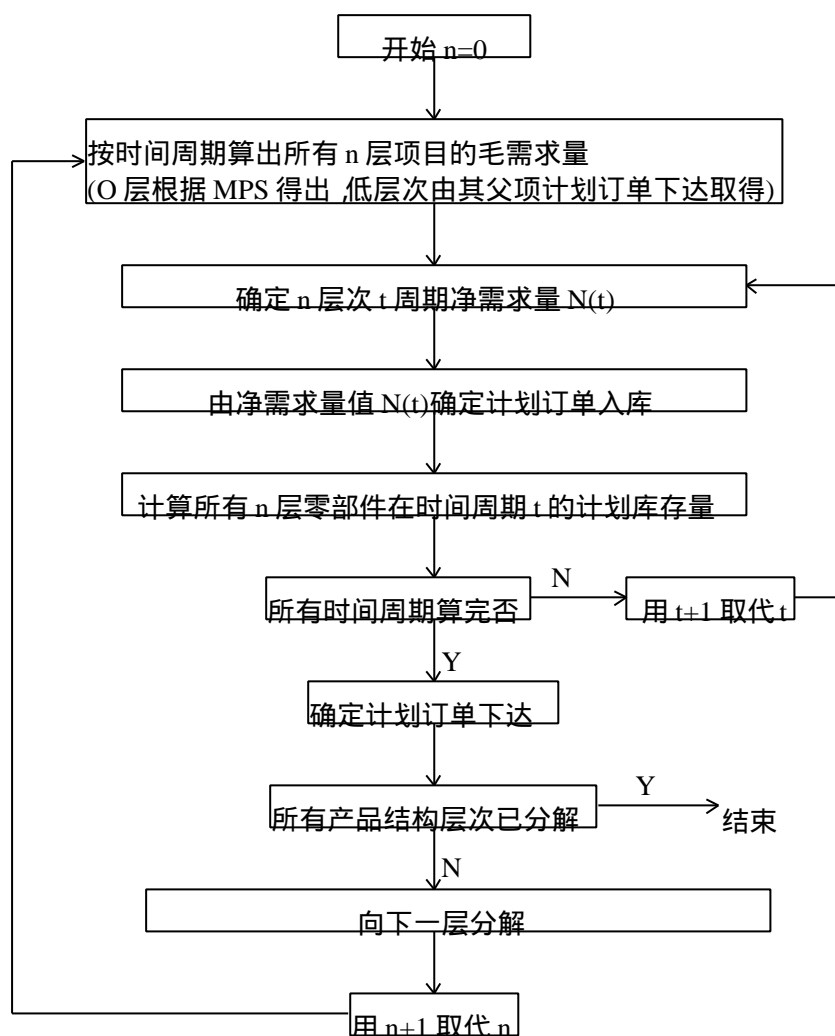 开始 n=0
按时间周期算出所有 n 层项目的毛需求量
(O 层根据 MPS 得出 ,低层次由其父项计划订单下达取得)
确定 n 层次 t 周期净需求量 N(t)
由净需求量值 N(t)确定计划订单入库
计算所有 n 层零部件在时间周期 t 的计划库存量
所有时间周期算完否
N
用 t+1 取代 t
Y
确定计划订单下达
所有产品结构层次已分解
Y
结束
N
向下一层分解
用 n+1 取代 n